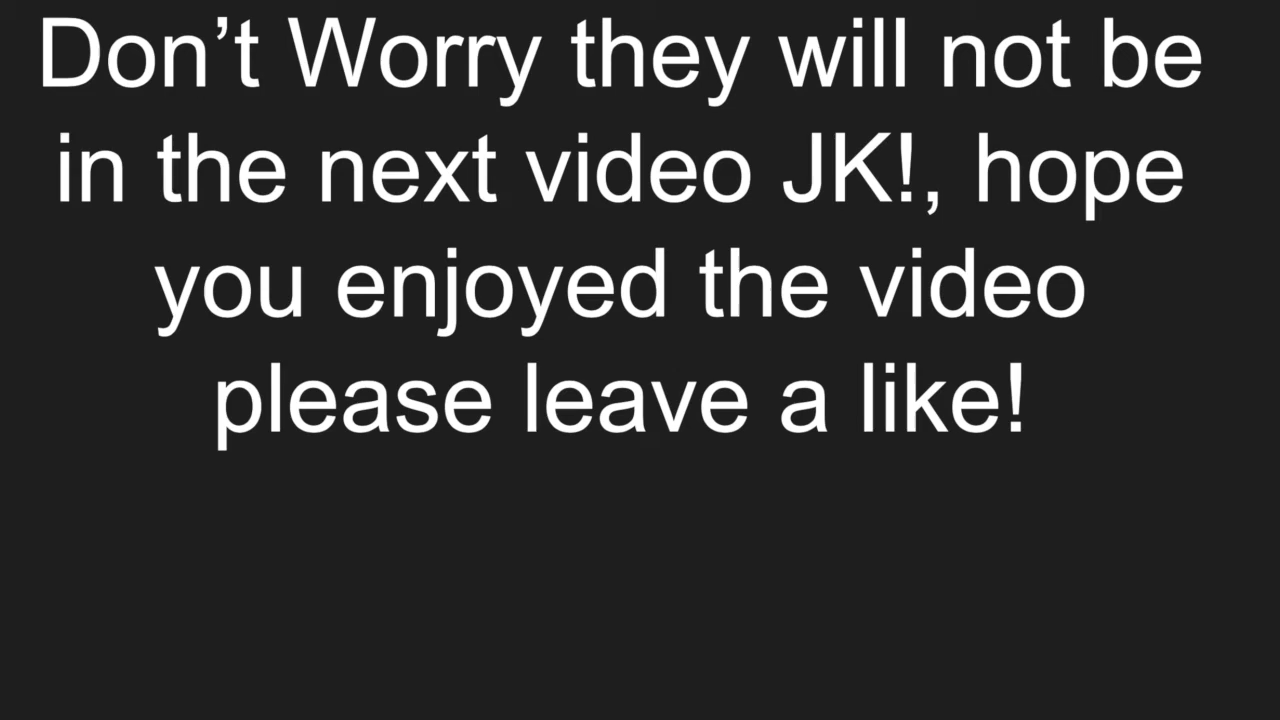 Don’t Worry they will not be
in the next video JK!, hope
you enjoyed the video
please leave a like!